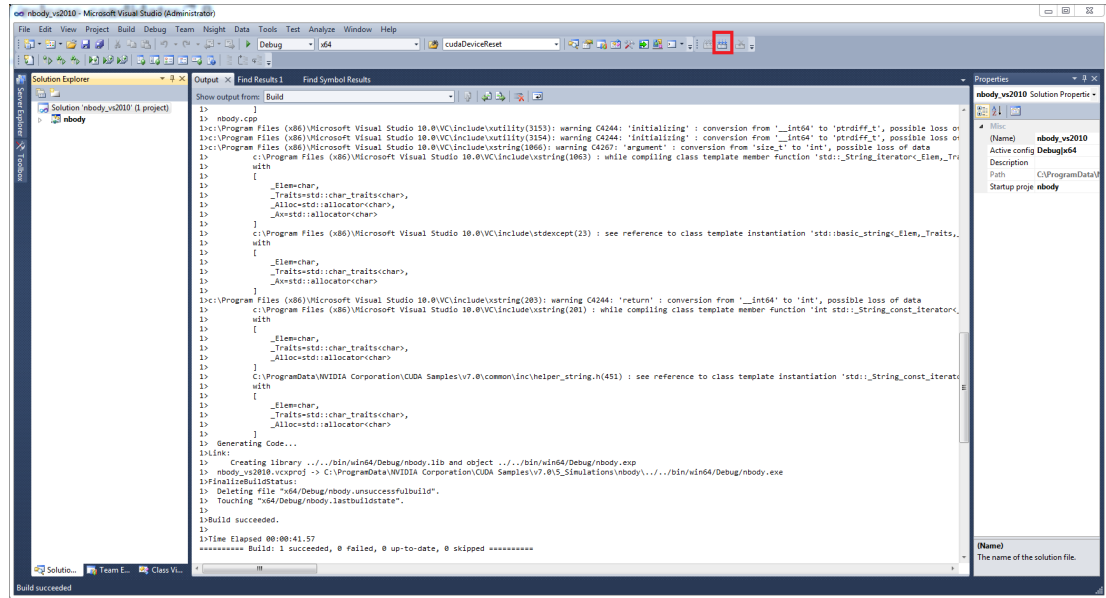 nbody_vs2010 - Microsoft Visual Studio (Administrator)
File Edit View Project Build Debug Team Nsight Data Tools Test Analyze Window Help
Debug x64 cudaDeviceReset
Solution Explorer
Output Find Results 1 Find Symbol Results
Properties
Server Explorer
Toolbox
Solution 'nbody_vs2010' (1 project)
nbody
Show output from: Build
1> ]
1> nbody.cpp
1>c:\Program Files (x86)\Microsoft Visual Studio 10.0\VC\include\xutility(3153): warning C4244: 'initializing' : conversion from '__int64' to 'ptrdiff_t', possible loss o
1>c:\Program Files (x86)\Microsoft Visual Studio 10.0\VC\include\xutility(3154): warning C4244: 'initializing' : conversion from '__int64' to 'ptrdiff_t', possible loss o
1>c:\Program Files (x86)\Microsoft Visual Studio 10.0\VC\include\xstring(1066): warning C4267: 'argument' : conversion from 'size_t' to 'int', possible loss of data
1> c:\Program Files (x86)\Microsoft Visual Studio 10.0\VC\include\xstring(1063) : while compiling class template member function 'std::_String_iterator<_Elem,_Tra
1> with
1> [
1> _Elem=char,
1> _Traits=std::char_traits<char>,
1> _Alloc=std::allocator<char>,
1> _Ax=std::allocator<char>
1> ]
1> c:\Program Files (x86)\Microsoft Visual Studio 10.0\VC\include\stdexcept(23) : see reference to class template instantiation 'std::basic_string<_Elem,_Traits,_
1> with
1> [
1> _Elem=char,
1> _Traits=std::char_traits<char>,
1> _Ax=std::allocator<char>
1> ]
1>c:\Program Files (x86)\Microsoft Visual Studio 10.0\VC\include\xstring(203): warning C4244: 'return' : conversion from '__int64' to 'int', possible loss of data
1> c:\Program Files (x86)\Microsoft Visual Studio 10.0\VC\include\xstring(201) : while compiling class template member function 'int std::_String_const_iterator<_
1> with
1> [
1> _Elem=char,
1> _Traits=std::char_traits<char>,
1> _Alloc=std::allocator<char>
1> ]
1> C:\ProgramData\NVIDIA Corporation\CUDA Samples\v7.0\common\inc\helper_string.h(451) : see reference to class template instantiation 'std::_String_const_iterato
1> with
1> [
1> _Elem=char,
1> _Traits=std::char_traits<char>,
1> _Alloc=std::allocator<char>
1> ]
1> Generating Code...
1>Link:
1> Creating library ../../bin/win64/Debug/nbody.lib and object ../../bin/win64/Debug/nbody.exp
1> nbody_vs2010.vcxproj -> C:\ProgramData\NVIDIA Corporation\CUDA Samples\v7.0\5_Simulations\nbody\../../bin/win64/Debug/nbody.exe
1>FinalizeBuildStatus:
1> Deleting file "x64/Debug/nbody.unsuccessfulbuild".
1> Touching "x64/Debug/nbody.lastbuildstate".
1>
1>Build succeeded.
1>
1>Time Elapsed 00:00:41.57
========== Build: 1 succeeded, 0 failed, 0 up-to-date, 0 skipped ==========
nbody_vs2010 Solution Propertie
Misc
(Name) nbody_vs2010
Active config Debug|x64
Description
Path C:\ProgramData\N
Startup proje nbody
(Name)
The name of the solution file.
Solutio... Team E... Class Vi...
Build succeeded